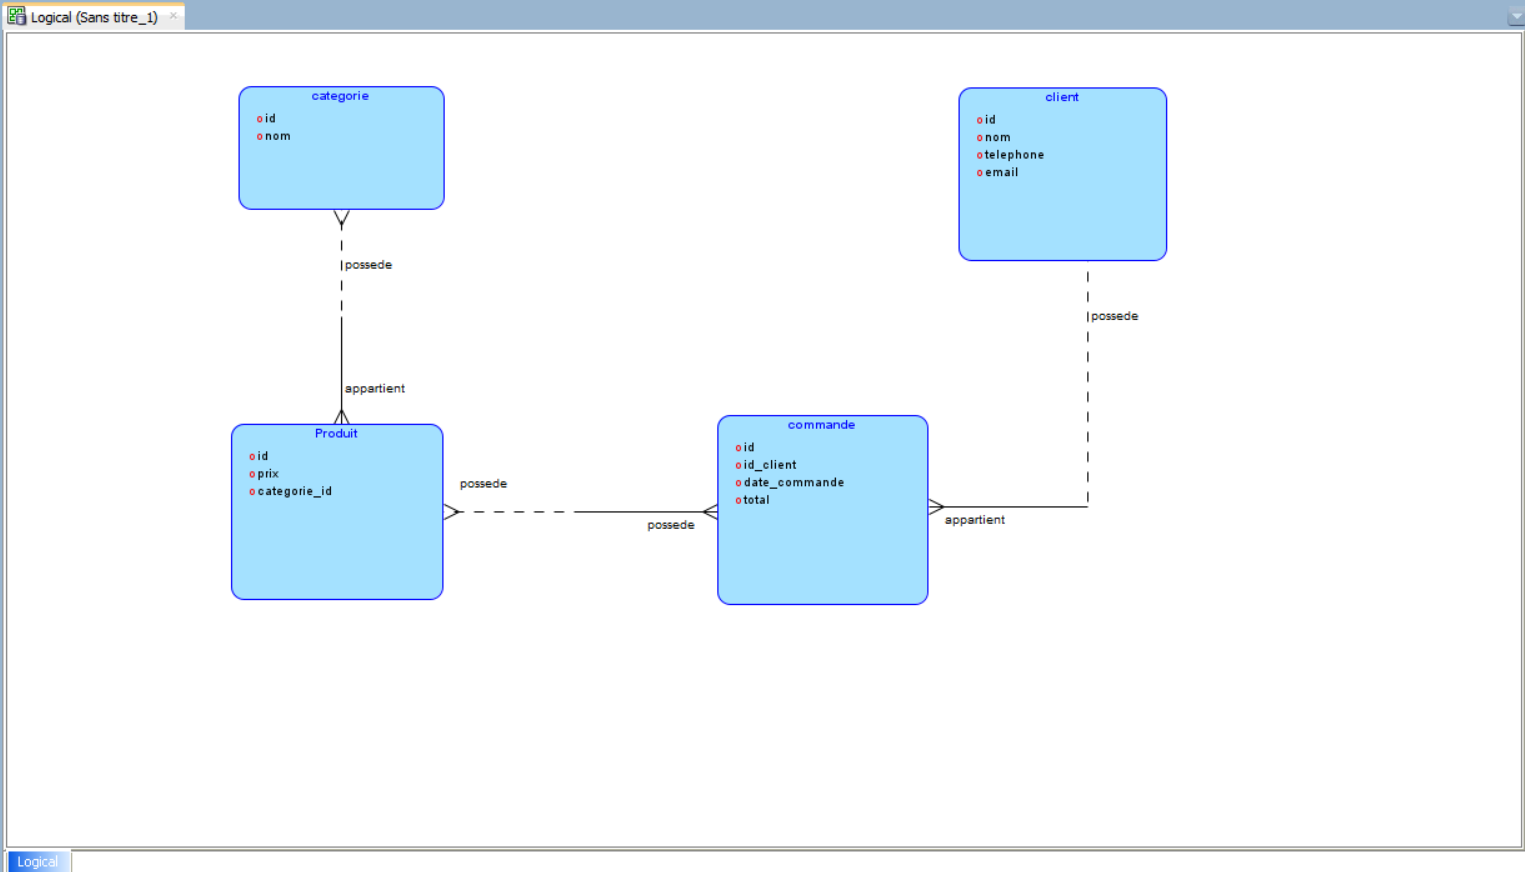 Logical (Sans titre_1)
categorie
id
nom
client
id
nom
telephone
email
possede
possede
appartient
Produit
id
prix
categorie_id
commande
id
id_client
date_commande
total
possede
possede
appartient
Logical